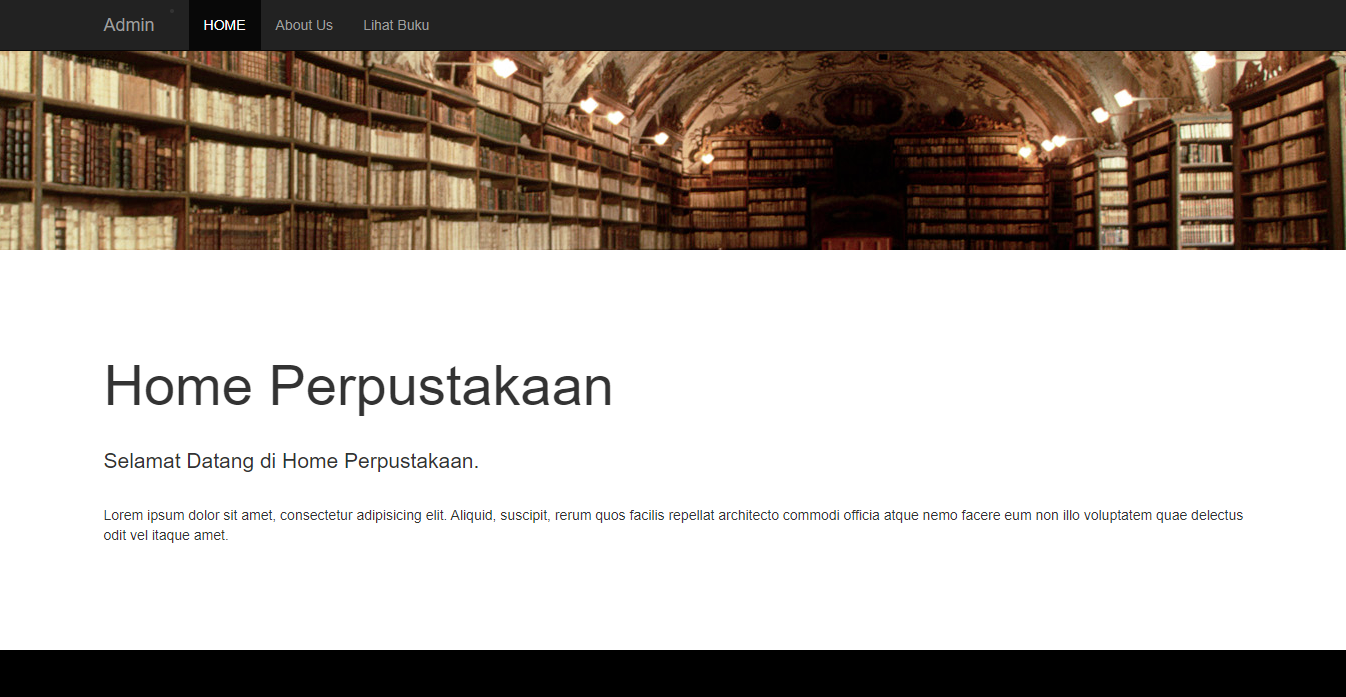 Admin HOME About Us Lihat Buku
Home Perpustakaan
Selamat Datang di Home Perpustakaan.
Lorem ipsum dolor sit amet, consectetur adipisicing elit. Aliquid, suscipit, rerum quos facilis repellat architecto commodi officia atque nemo facere eum non illo voluptatem quae delectus
odit vel itaque amet.